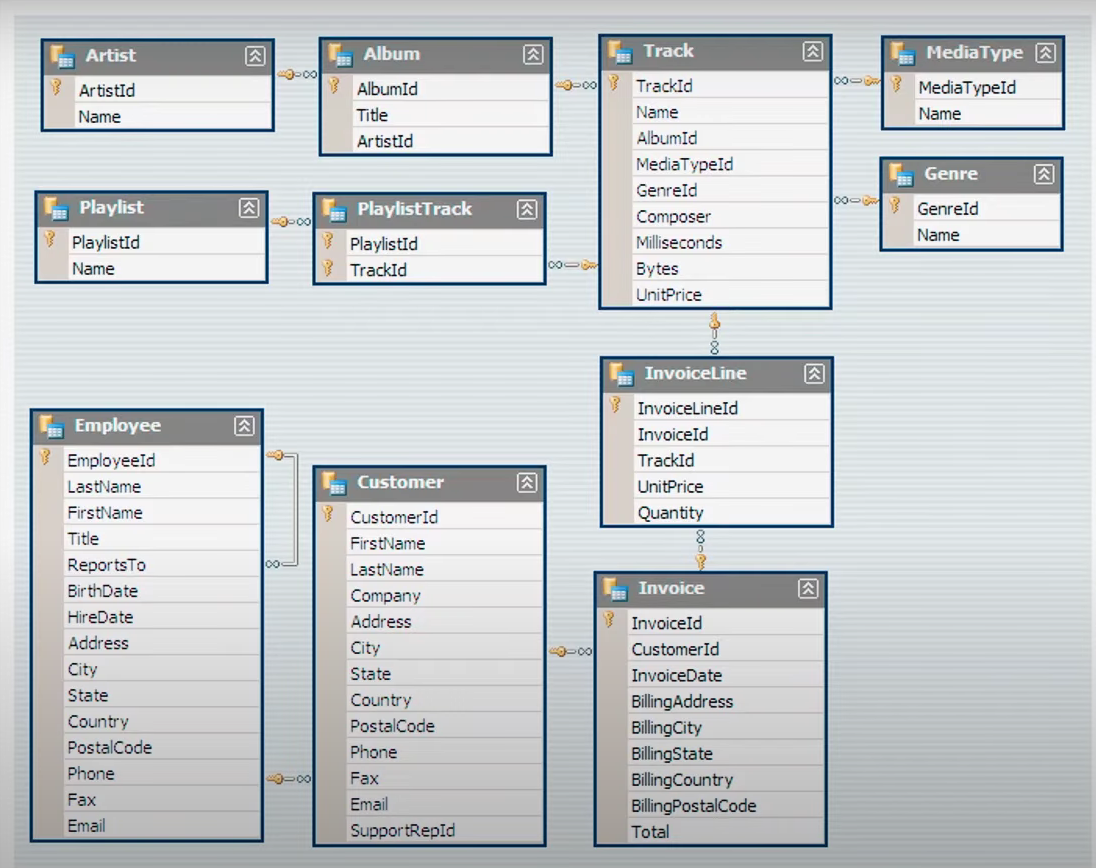 Artist
ArtistId
Name
Album
AlbumId
Title
ArtistId
Track
TrackId
Name
AlbumId
MediaTypeId
GenreId
Composer
Milliseconds
Bytes
UnitPrice
MediaType
MediaTypeId
Name
Genre
GenreId
Name
Playlist
PlaylistId
Name
PlaylistTrack
PlaylistId
TrackId
InvoiceLine
InvoiceLineId
InvoiceId
TrackId
UnitPrice
Quantity
Employee
EmployeeId
LastName
FirstName
Title
ReportsTo
BirthDate
HireDate
Address
City
State
Country
PostalCode
Phone
Fax
Email
Customer
CustomerId
FirstName
LastName
Company
Address
City
State
Country
PostalCode
Phone
Fax
Email
SupportRepId
Invoice
InvoiceId
CustomerId
InvoiceDate
BillingAddress
BillingCity
BillingState
BillingCountry
BillingPostalCode
Total